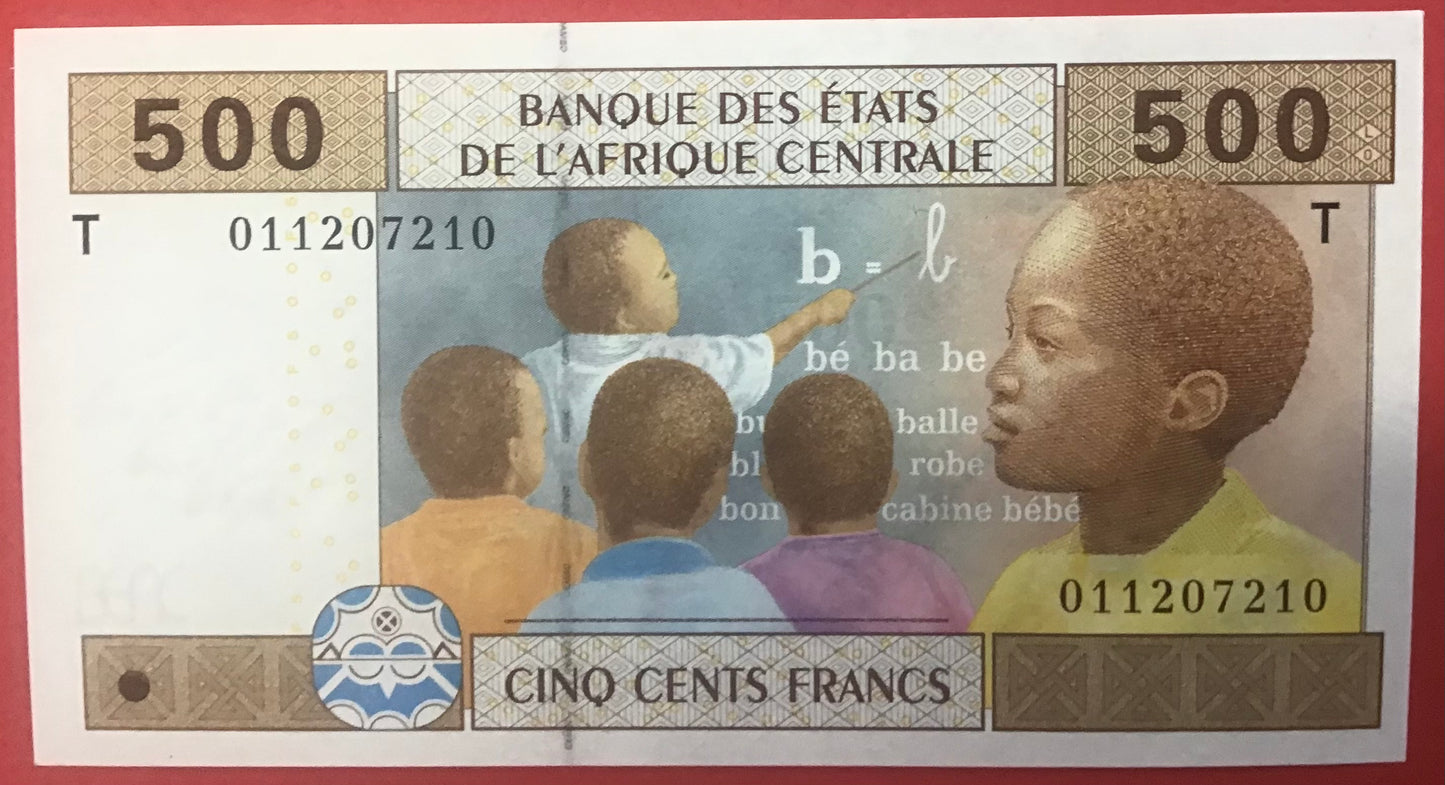 500
BANQUE DES ÉTATS
DE L'AFRIQUE CENTRALE
500
T
011207210
T
b = b
bé ba be
balle
robe
bon cabine bébé
011207210
CINQ CENTS FRANCS